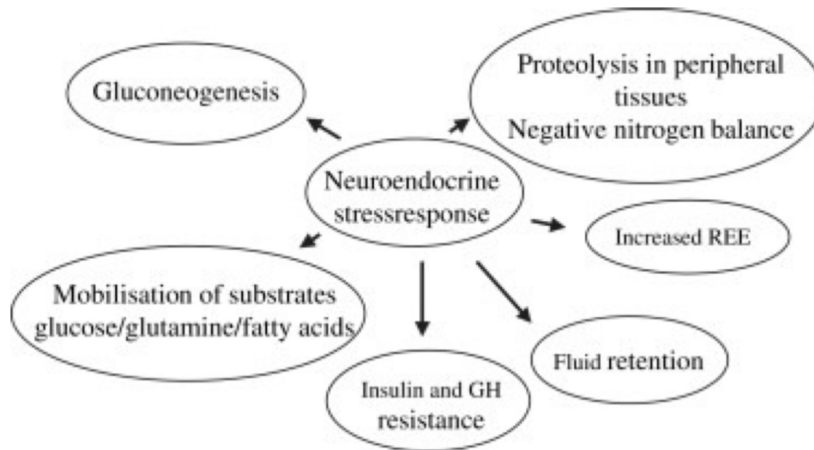 Gluconeogenesis
Proteolysis in peripheral
tissues
Negative nitrogen balance
Neuroendocrine
stressresponse
Increased REE
Mobilisation of substrates
glucose/glutamine/fatty acids
Fluid retention
Insulin and GH
resistance